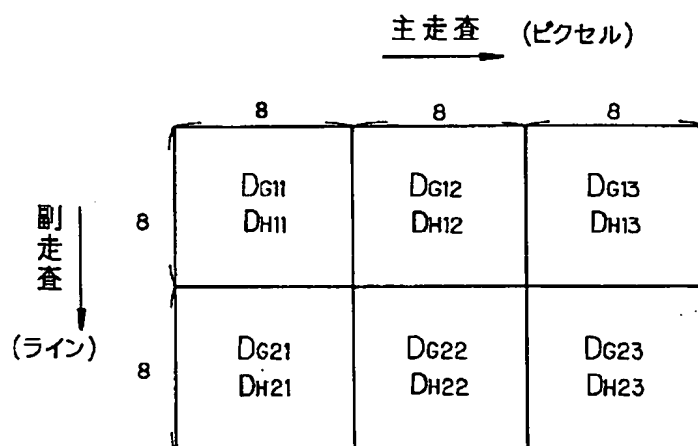 主走査 (ピクセル)
8 8 8
DG11 DG12 DG13
DH11 DH12 DH13
8
副走査
(ライン)
DG21 DG22 DG23
DH21 DH22 DH23
8